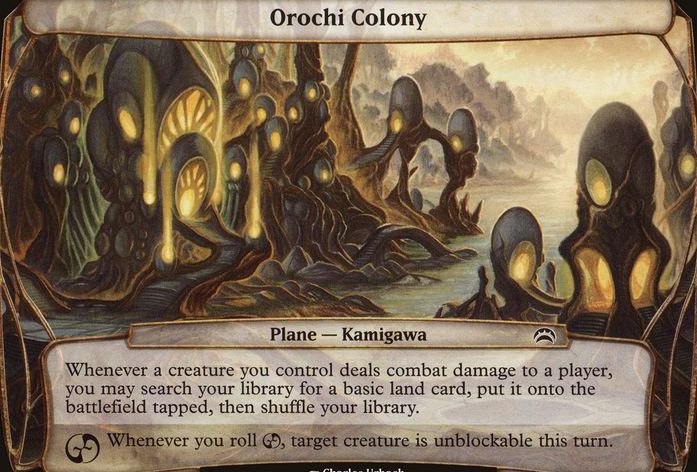 Orochi Colony
Plane — Kamigawa
Whenever a creature you control deals combat damage to a player,
you may search your library for a basic land card, put it onto the
battlefield tapped, then shuffle your library.
Whenever you roll , target creature is unblockable this turn.
Charles Urbach